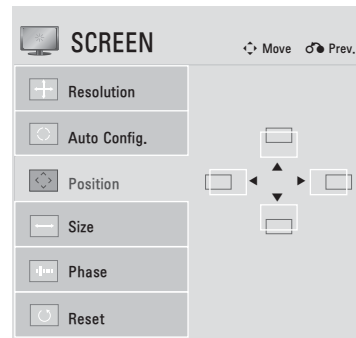 SCREEN
Move Prev.
Resolution
Auto Config.
Position
Size
Phase
Reset